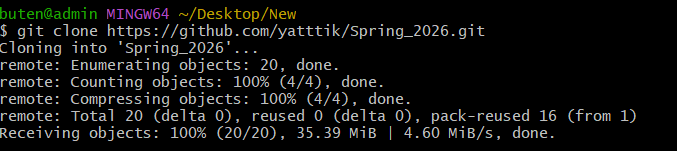 buten@admin MINGW64 ~/Desktop/New
$ git clone https://github.com/yatttik/Spring_2026.git
Cloning into 'Spring_2026'...
remote: Enumerating objects: 20, done.
remote: Counting objects: 100% (4/4), done.
remote: Compressing objects: 100% (4/4), done.
remote: Total 20 (delta 0), reused 0 (delta 0), pack-reused 16 (from 1)
Receiving objects: 100% (20/20), 35.39 MiB | 4.60 MiB/s, done.